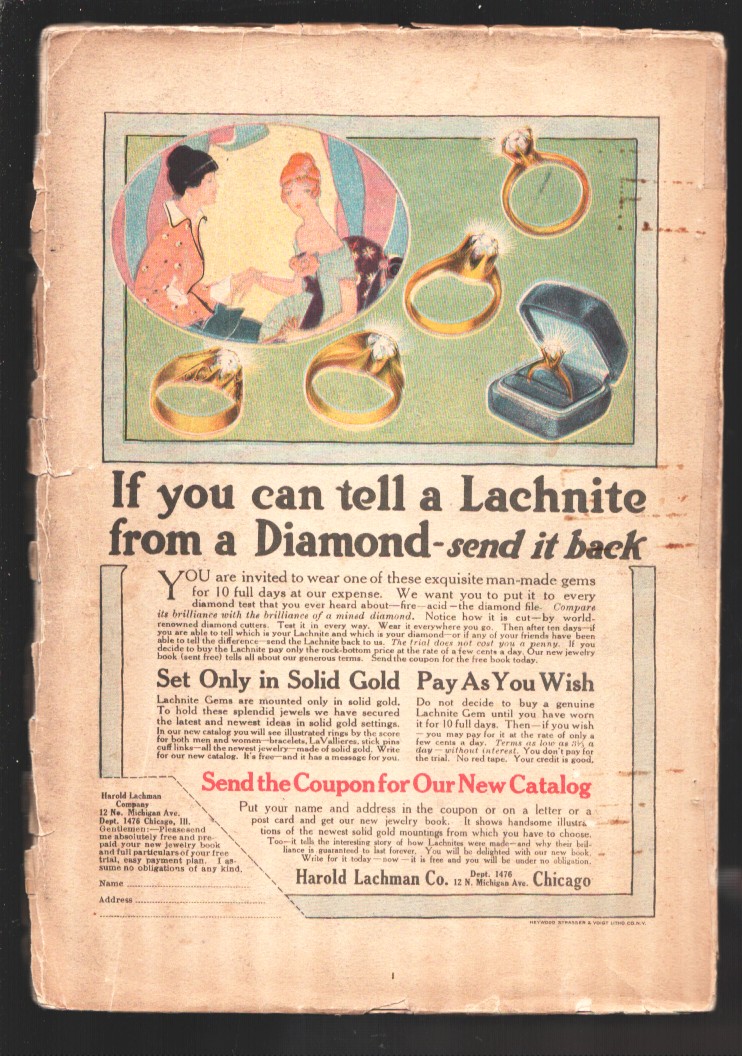 If you can tell a Lachnite
from a Diamond-send it back
YOU are invited to wear one of these exquisite man-made gems
for 10 full days at our expense. We want you to put it to every
diamond test that you ever heard about—fire—acid—the diamond file. Compare
its brilliance with the brilliance of a mined diamond. Notice how it is cut—by world-
renowned diamond cutters. Test it in every way. Wear it everywhere you go. Then after ten days—if
you are able to tell which is your Lachnite and which is your diamond—or if any of your friends have been
able to tell the difference—send the Lachnite back to us. The trial does not cost you a penny. If you
decide to buy the Lachnite pay only the rock-bottom price at the rate of a few cents a day. Our new jewelry
book (sent free) tells all about our generous terms. Send the coupon for the free book today.
Set Only in Solid Gold
Lachnite Gems are mounted only in solid gold.
To hold these splendid jewels we have secured
the latest and newest ideas in solid gold settings.
In our new catalog you will see illustrated rings by the score
for both men and women—bracelets, LaVallieres, stick pins
cuff links—all the newest jewelry—made of solid gold. Write
for our new catalog. It's free—and it has a message for you.
Pay As You Wish
Do not decide to buy a genuine
Lachnite Gem until you have worn
it for 10 full days. Then—if you wish
—you may pay for it at the rate of only a
few cents a day. Terms as low as 3⅓ a
day—without interest. You don't pay for
the trial. No red tape. Your credit is good.
Send the Coupon for Our New Catalog
Put your name and address in the coupon or on a letter or a
post card and get our new jewelry book. It shows handsome illustra
tions of the newest solid gold mountings from which you have to choose.
Too—it tells the interesting story of how Lachnites were made—and why their bril-
liance is guaranteed to last forever. You will be delighted with our new book.
Write for it today—now—it is free and you will be under no obligation.
Harold Lachman Co. Dept. 1476 12 N. Michigan Ave. Chicago
Harold Lachman
Company
12 No. Michigan Ave.
Dept. 1476 Chicago, Ill.
Gentlemen:—Please send
me absolutely free and pre-
paid your new jewelry book
and full particulars of your free
trial, easy payment plan. I as-
sume no obligations of any kind.
Name
Address
HEYWOOD STRASSER & VOIGT LITHO. CO. N.Y.
1